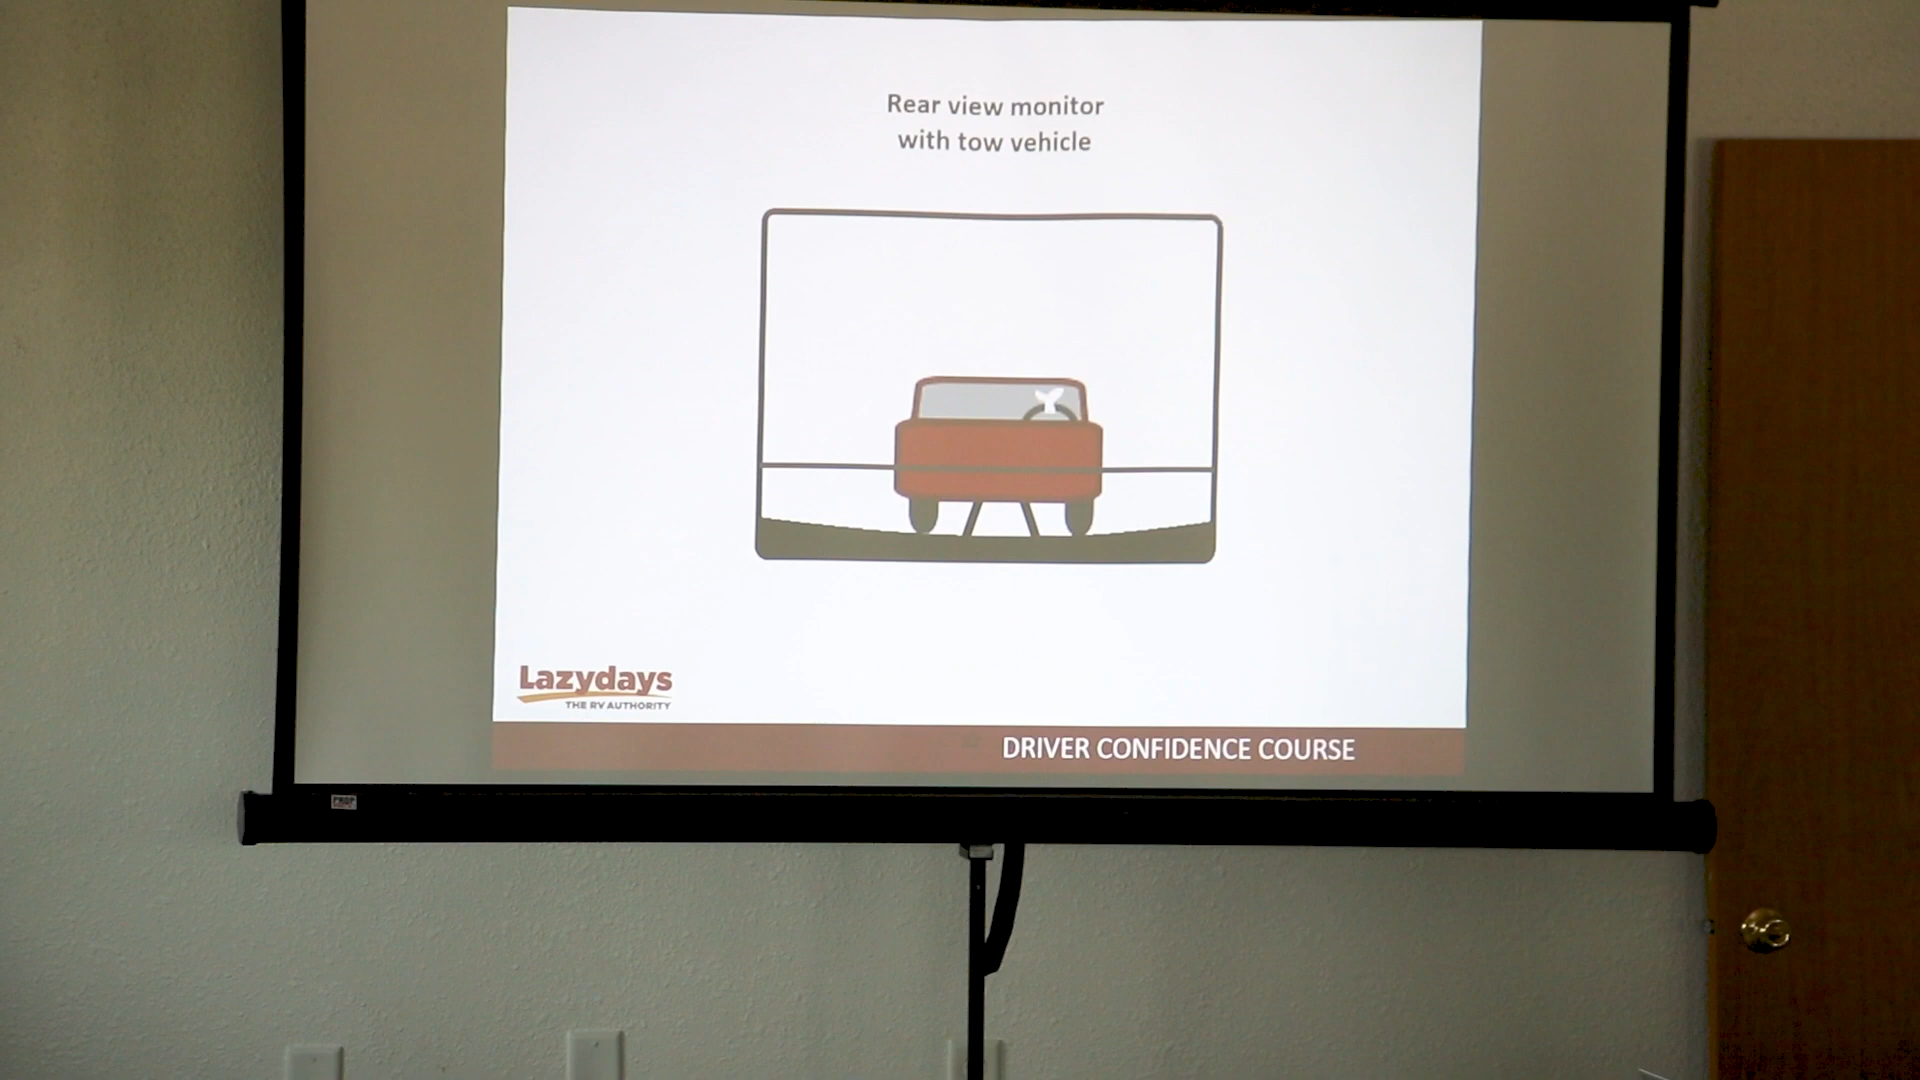 Rear view monitor
with tow vehicle
Lazydays
THE RV AUTHORITY
DRIVER CONFIDENCE COURSE